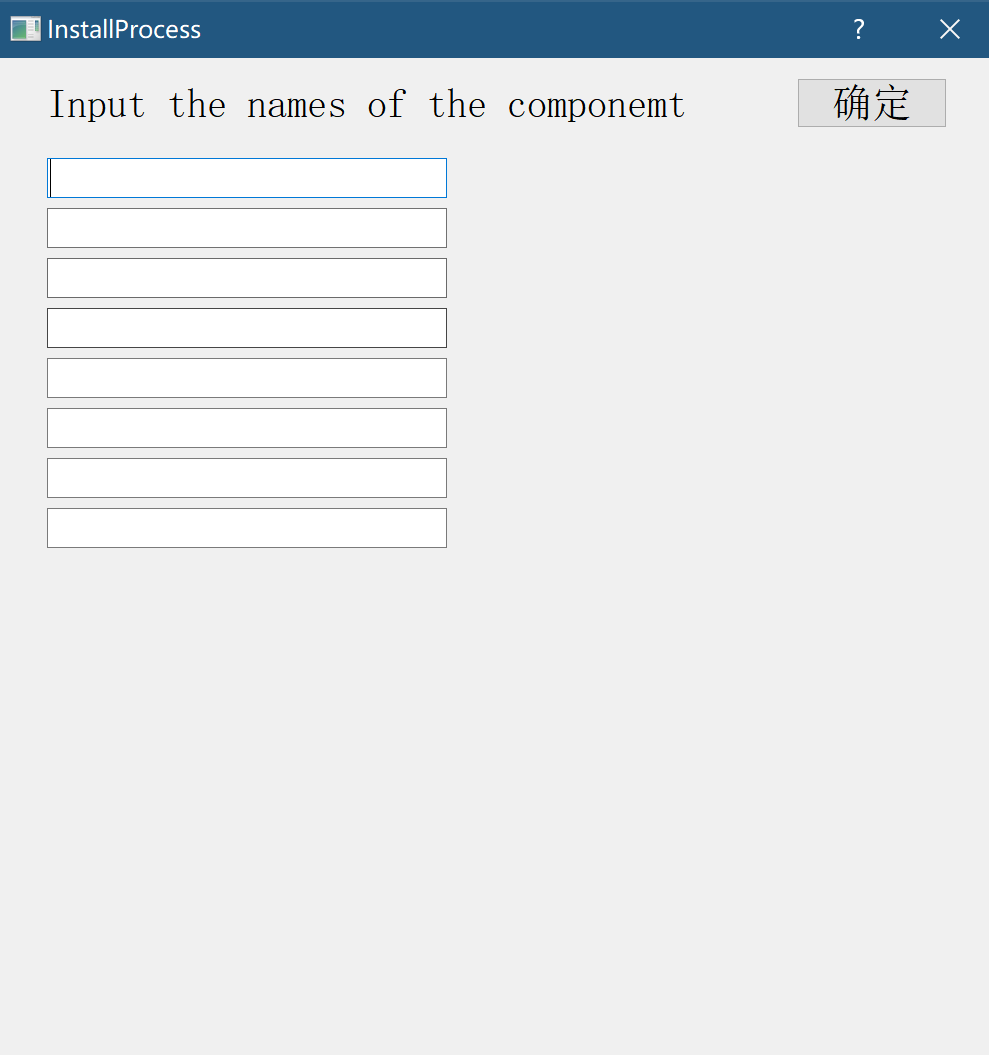 InstallProcess
?
Input the names of the componemt
确定